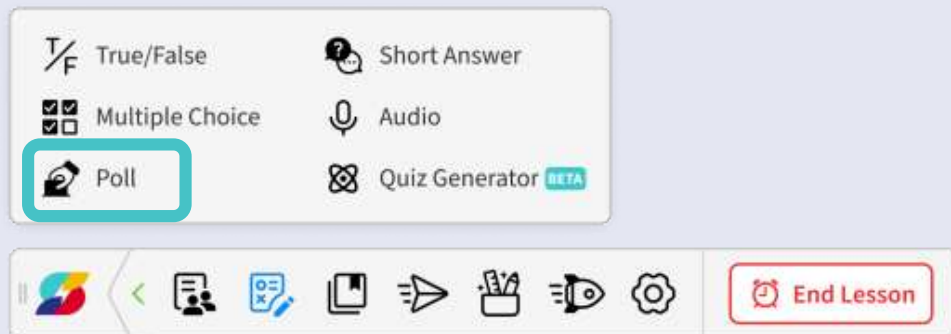 T/F True/False
Short Answer
Multiple Choice
Audio
Poll
Quiz Generator BETA
End Lesson